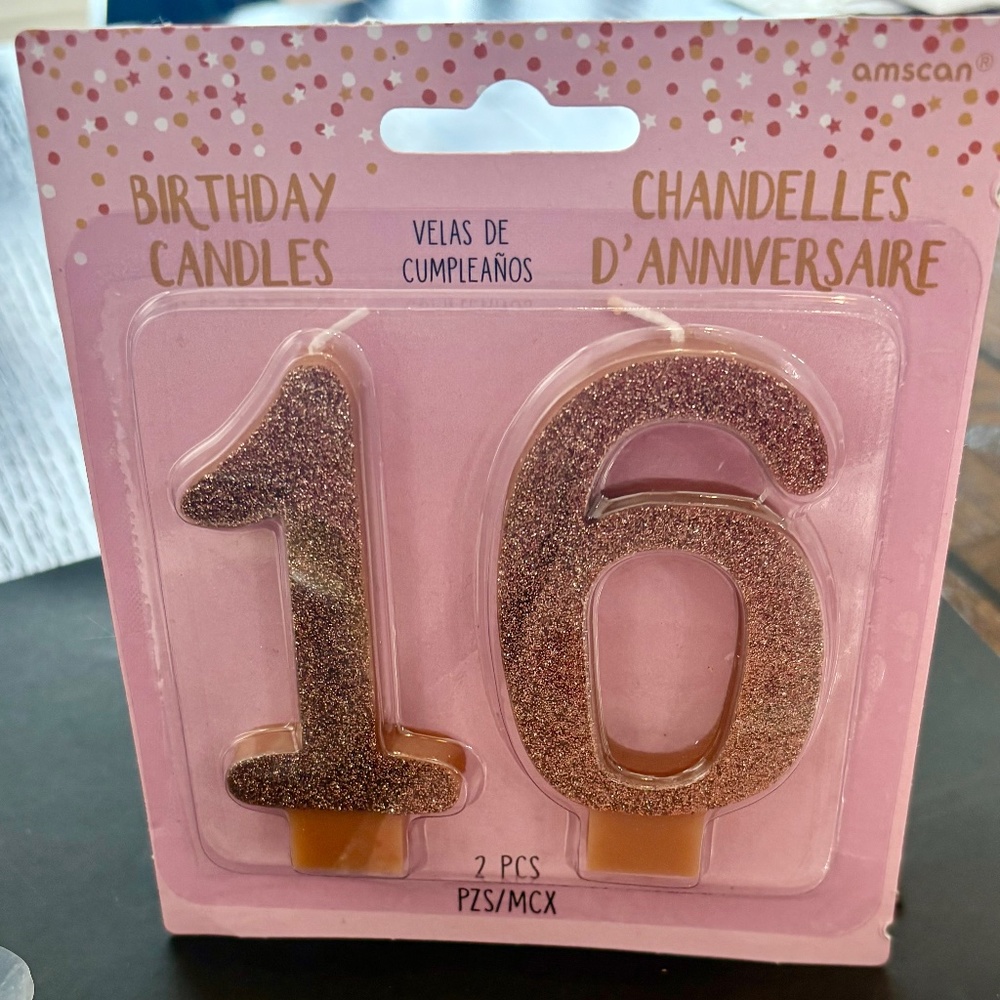 amscan®
BIRTHDAY
CANDLES
VELAS DE
CUMPLEAÑOS
CHANDELLES
D'ANNIVERSAIRE
16
2 PCS
PZS/MCX